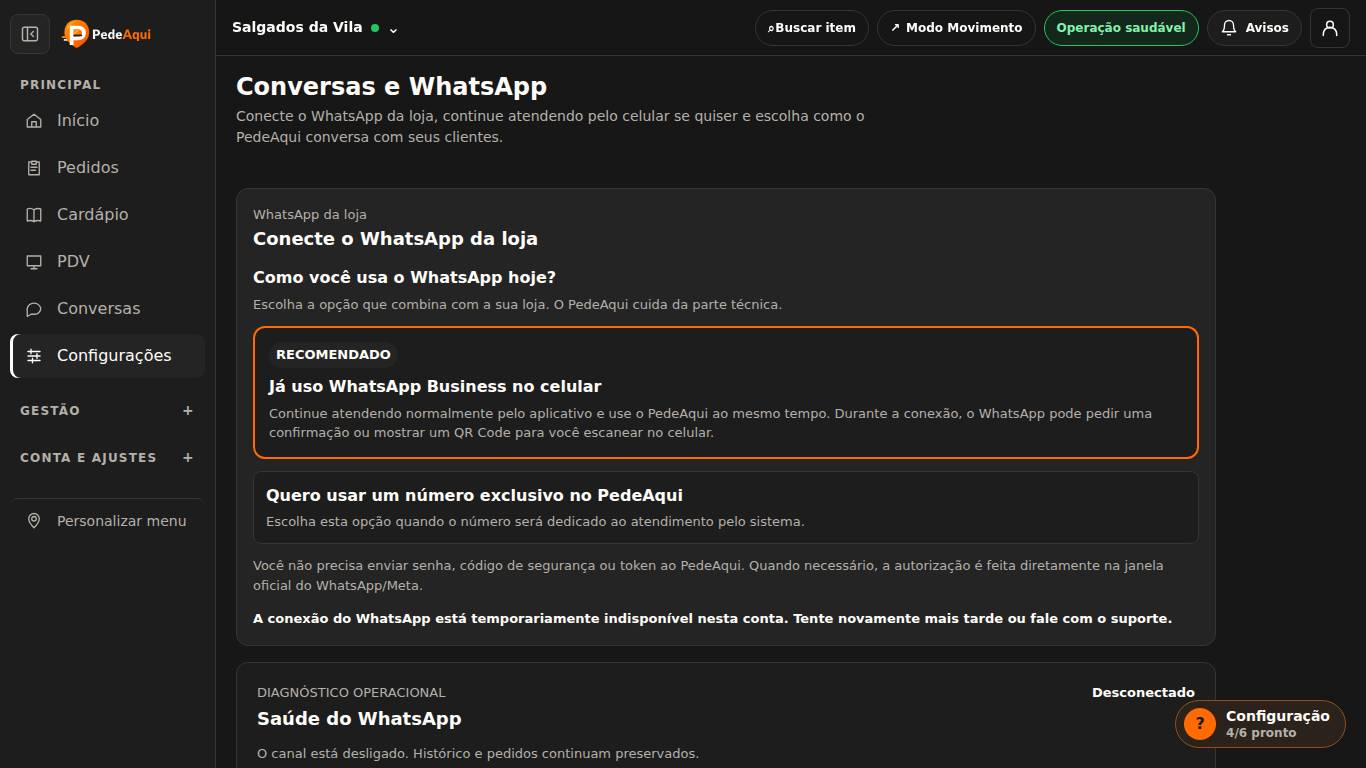 PedeAqui
PRINCIPAL
Início
Pedidos
Cardápio
PDV
Conversas
Configurações
GESTÃO +
CONTA E AJUSTES +
Personalizar menu
Salgados da Vila
Buscar item
↗ Modo Movimento
Operação saudável
Avisos
Conversas e WhatsApp
Conecte o WhatsApp da loja, continue atendendo pelo celular se quiser e escolha como o
PedeAqui conversa com seus clientes.
WhatsApp da loja
Conecte o WhatsApp da loja
Como você usa o WhatsApp hoje?
Escolha a opção que combina com a sua loja. O PedeAqui cuida da parte técnica.
RECOMENDADO
Já uso WhatsApp Business no celular
Continue atendendo normalmente pelo aplicativo e use o PedeAqui ao mesmo tempo. Durante a conexão, o WhatsApp pode pedir uma
confirmação ou mostrar um QR Code para você escanear no celular.
Quero usar um número exclusivo no PedeAqui
Escolha esta opção quando o número será dedicado ao atendimento pelo sistema.
Você não precisa enviar senha, código de segurança ou token ao PedeAqui. Quando necessário, a autorização é feita diretamente na janela
oficial do WhatsApp/Meta.
A conexão do WhatsApp está temporariamente indisponível nesta conta. Tente novamente mais tarde ou fale com o suporte.
DIAGNÓSTICO OPERACIONAL
Desconectado
Saúde do WhatsApp
O canal está desligado. Histórico e pedidos continuam preservados.
?
Configuração
4/6 pronto